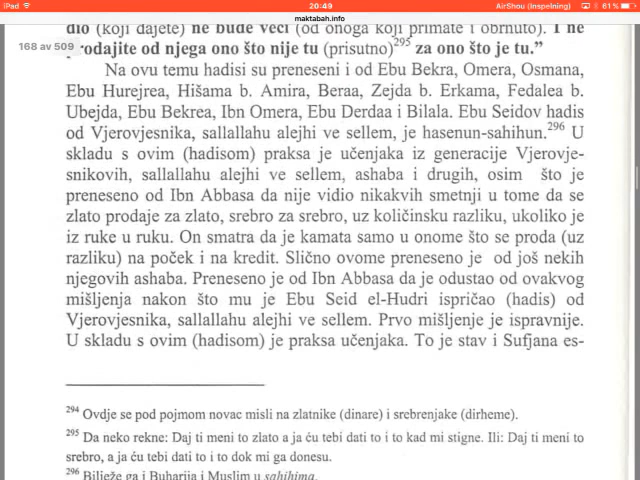 iPad 20:49 AirShou (Inspelning) 61 %
maktabah.info
dio (koji dajete) ne bude veći (od onoga koji primate i obrnuto). I ne
168 av 509
prodajite od njega ono što nije tu (prisutno)²⁹⁵ za ono što je tu.”
Na ovu temu hadisi su preneseni i od Ebu Bekra, Omera, Osmana,
Ebu Hurejrea, Hišama b. Amira, Beraa, Zejda b. Erkama, Fedalea b.
Ubejda, Ebu Bekrea, Ibn Omera, Ebu Derdaa i Bilala. Ebu Seidov hadis
od Vjerovjesnika, sallallahu alejhi ve sellem, je hasenun-sahihun.²⁹⁶ U
skladu s ovim (hadisom) praksa je učenjaka iz generacije Vjerovje-
snikovih, sallallahu alejhi ve sellem, ashaba i drugih, osim što je
preneseno od Ibn Abbasa da nije vidio nikakvih smetnji u tome da se
zlato prodaje za zlato, srebro za srebro, uz količinsku razliku, ukoliko je
iz ruke u ruku. On smatra da je kamata samo u onome što se proda (uz
razliku) na poček i na kredit. Slično ovome preneseno je od još nekih
njegovih ashaba. Preneseno je od Ibn Abbasa da je odustao od ovakvog
mišljenja nakon što mu je Ebu Seid el-Hudri ispričao (hadis) od
Vjerovjesnika, sallallahu alejhi ve sellem. Prvo mišljenje je ispravnije.
U skladu s ovim (hadisom) je praksa učenjaka. To je stav i Sufjana es-
²⁹⁴ Ovdje se pod pojmom novac misli na zlatnike (dinare) i srebrenjake (dirheme).
²⁹⁵ Da neko rekne: Daj ti meni to zlato a ja ću tebi dati to i to kad mi stigne. Ili: Daj ti meni to
srebro, a ja ću tebi dati to i to dok mi ga donesu.
²⁹⁶ Bilježe ga i Buharija i Muslim u sahihima.